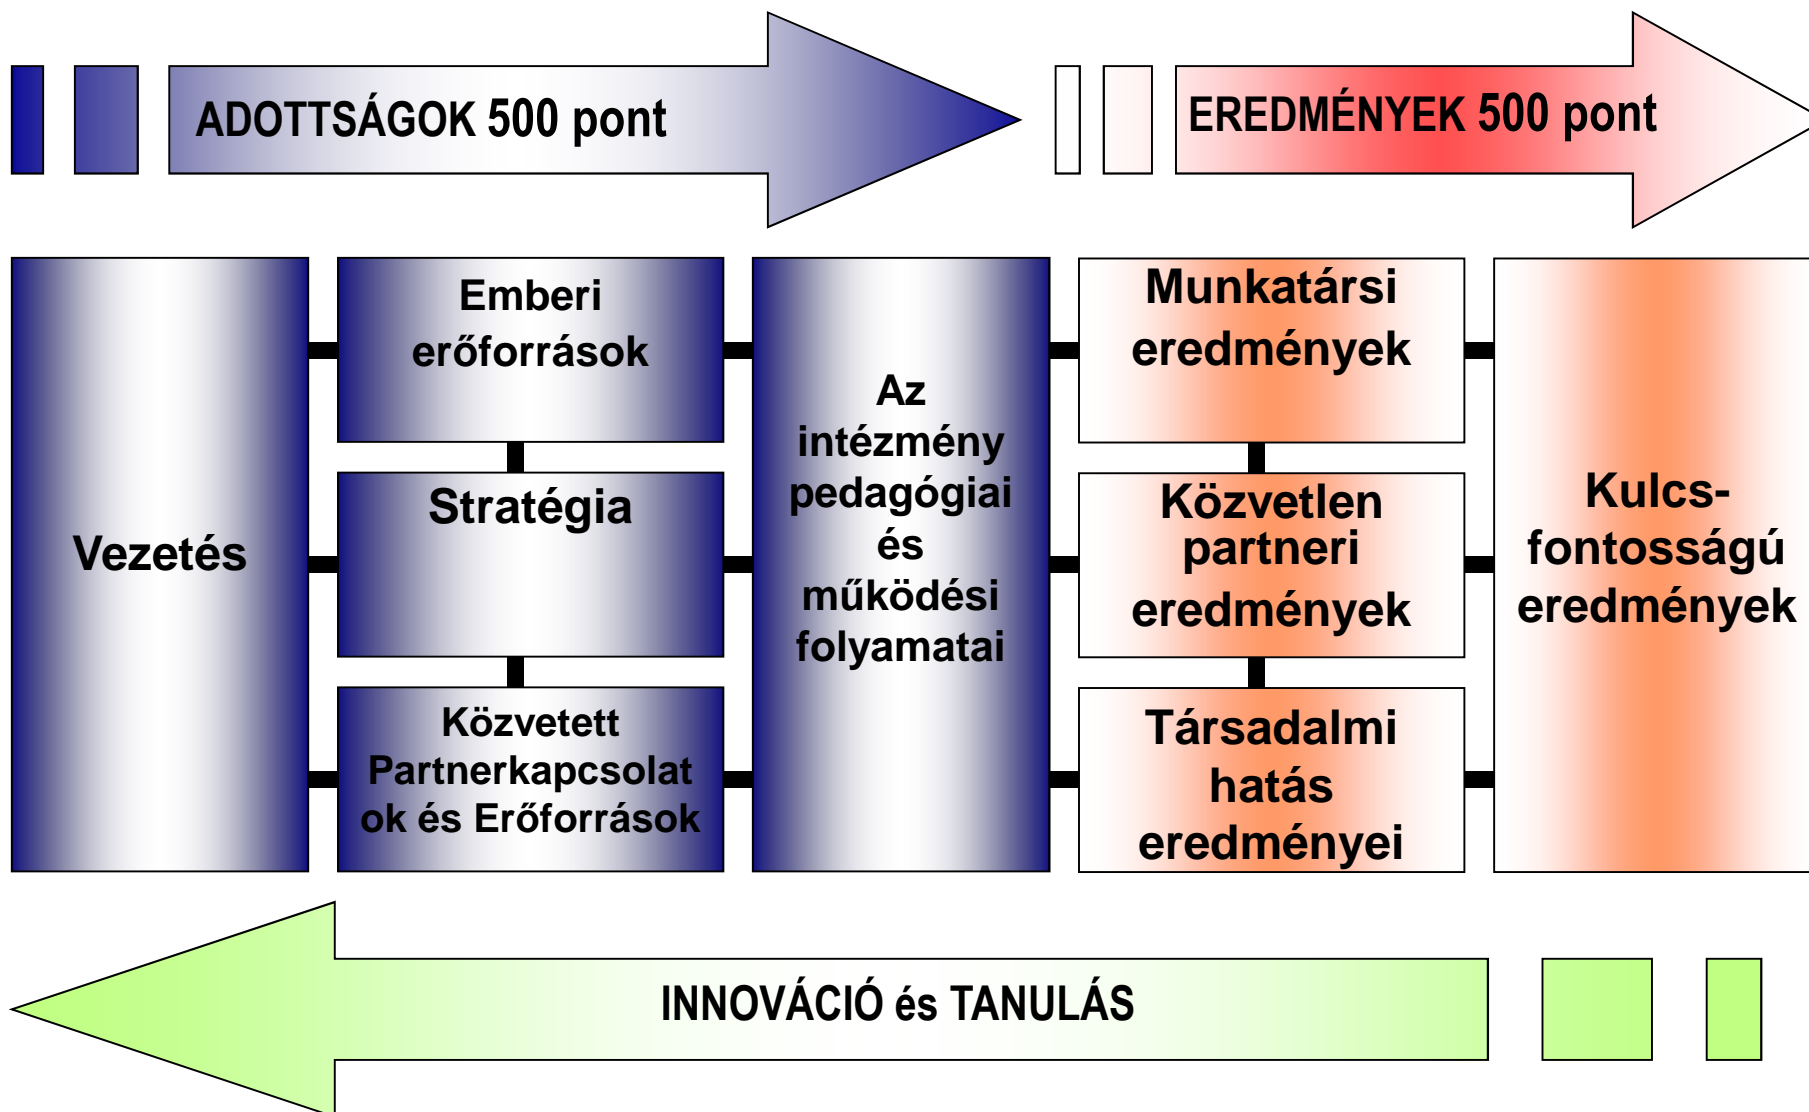 ADOTTSÁGOK 500 pont
EREDMÉNYEK 500 pont
Vezetés
Emberi
erőforrások
Stratégia
Közvetett
Partnerkapcsolat
ok és Erőforrások
Az
intézmény
pedagógiai
és
működési
folyamatai
Munkatársi
eredmények
Közvetlen
partneri
eredmények
Társadalmi
hatás
eredményei
Kulcs-
fontosságú
eredmények
INNOVÁCIÓ és TANULÁS